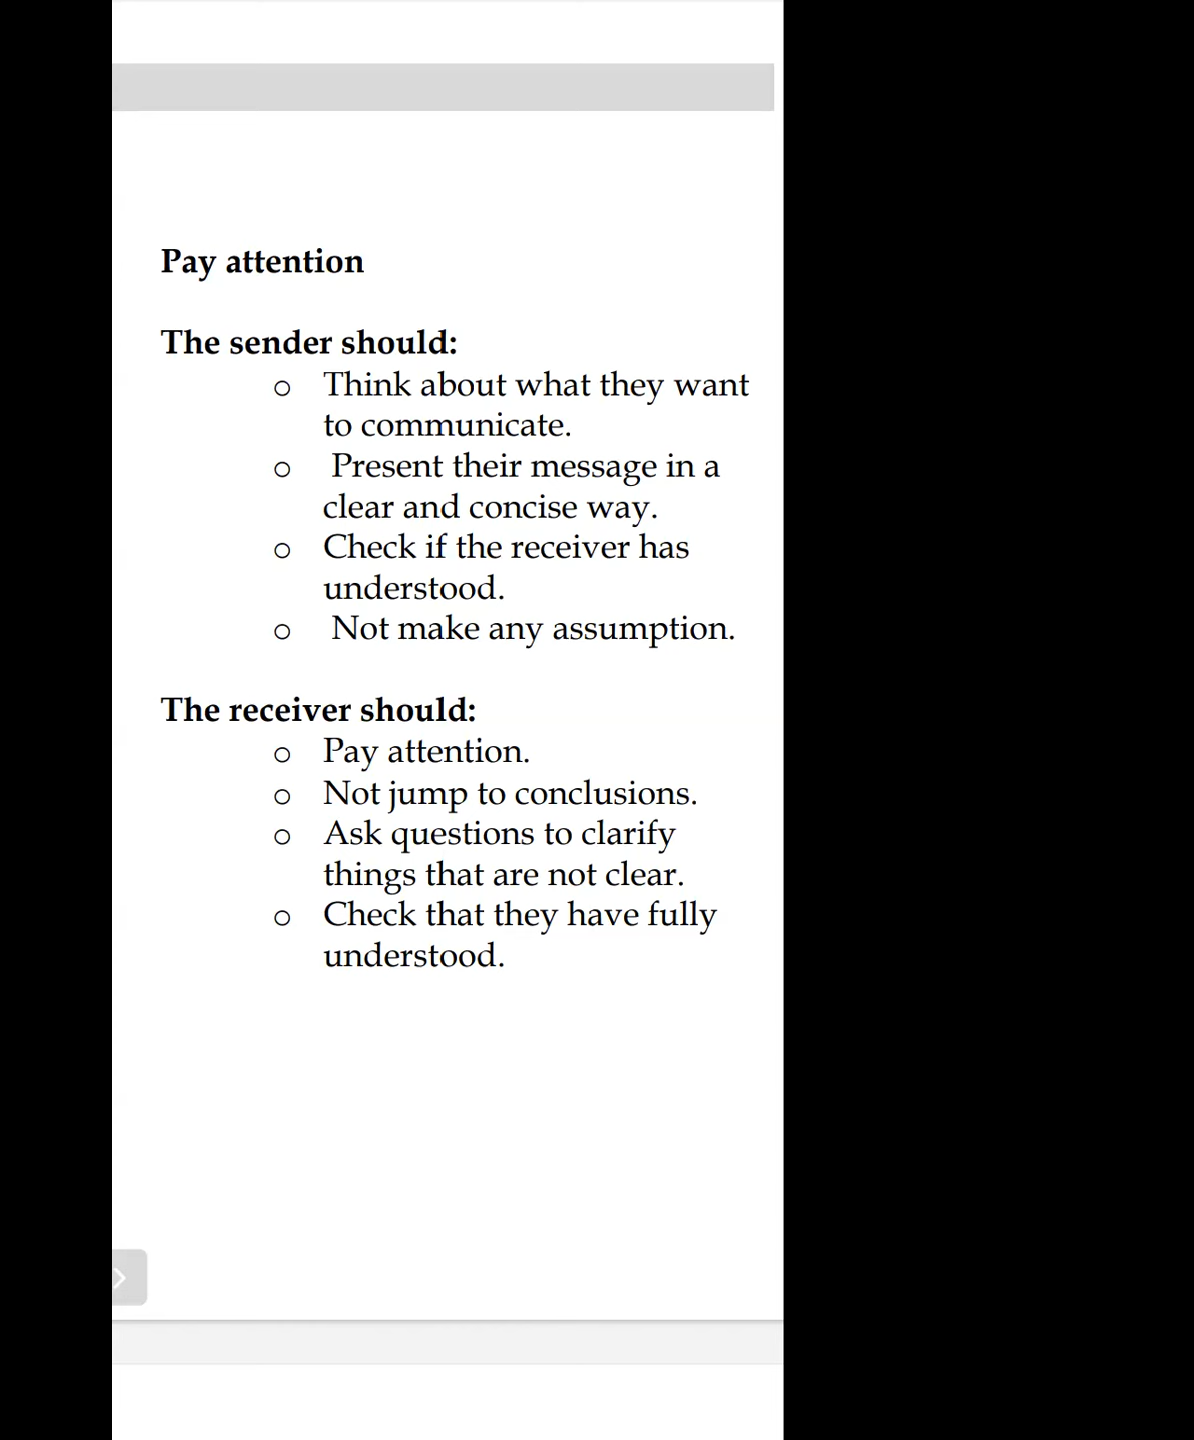 Pay attention
The sender should:
o Think about what they want
to communicate.
o Present their message in a
clear and concise way.
o Check if the receiver has
understood.
o Not make any assumption.
The receiver should:
o Pay attention.
o Not jump to conclusions.
o Ask questions to clarify
things that are not clear.
o Check that they have fully
understood.